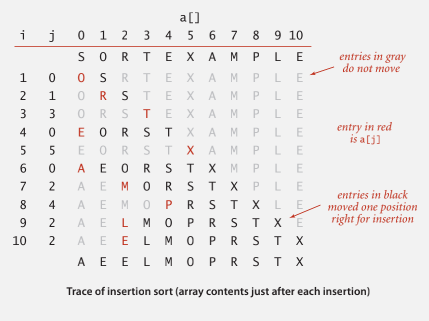 a[]
i j 0 1 2 3 4 5 6 7 8 9 10
S O R T E X A M P L E
entries in gray
do not move
1 0 O S R T E X A M P L E
2 1 O R S T E X A M P L E
3 3 O R S T E X A M P L E
4 0 E O R S T X A M P L E
entry in red
is a[j]
5 5 E O R S T X A M P L E
6 0 A E O R S T X M P L E
7 2 A E M O R S T X P L E
entries in black
moved one position
right for insertion
8 4 A E M O P R S T X L E
9 2 A E L M O P R S T X E
10 2 A E E L M O P R S T X
A E E L M O P R S T X
Trace of insertion sort (array contents just after each insertion)